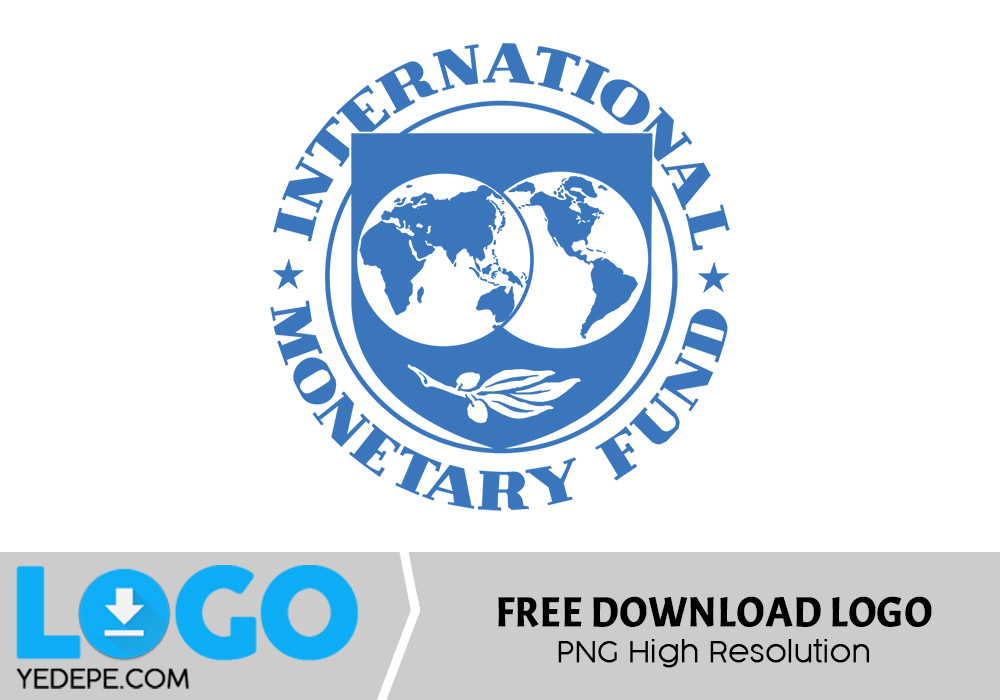 INTERNATIONAL
MONETARY FUND
LOGO
YEDEPE.COM
FREE DOWNLOAD LOGO
PNG High Resolution